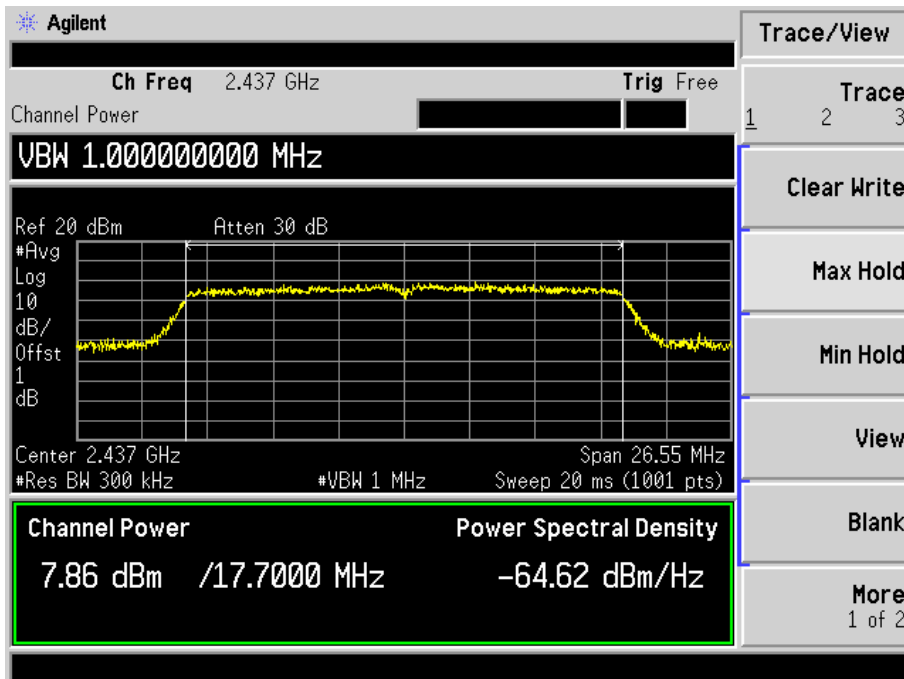 Agilent
Trace/View
Ch Freq 2.437 GHz Trig Free
Channel Power
VBW 1.000000000 MHz
Ref 20 dBm Atten 30 dB
#Avg
Log
10
dB/
Offst
1
dB
Center 2.437 GHz Span 26.55 MHz
#Res BW 300 kHz #VBW 1 MHz Sweep 20 ms (1001 pts)
Channel Power Power Spectral Density
7.86 dBm /17.7000 MHz -64.62 dBm/Hz
Trace
1 2 3
Clear Write
Max Hold
Min Hold
View
Blank
More
1 of 2